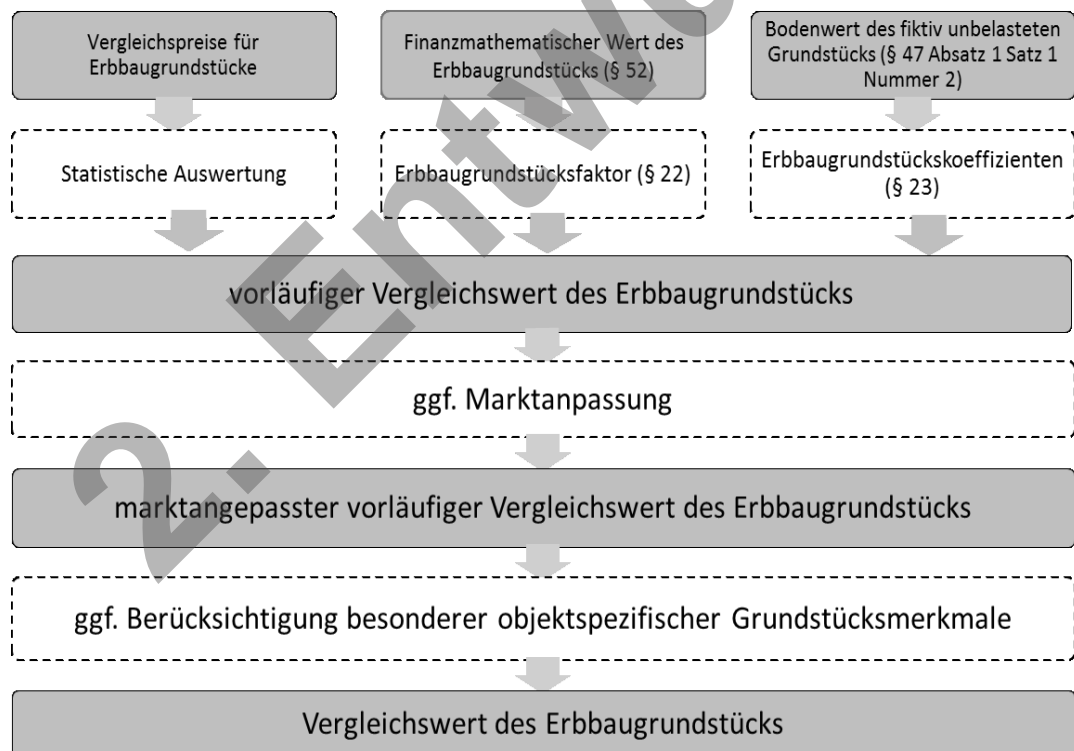 Vergleichspreise für
Erbbaugrundstücke
Finanzmathematischer Wert des
Erbbaugrundstücks (§ 52)
Bodenwert des fiktiv unbelasteten
Grundstücks (§ 47 Absatz 1 Satz 1
Nummer 2)
Statistische Auswertung
Erbbaugrundstücksfaktor (§ 22)
Erbbaugrundstückskoeffizienten
(§ 23)
vorläufiger Vergleichswert des Erbbaugrundstücks
ggf. Marktanpassung
marktangepasster vorläufiger Vergleichswert des Erbbaugrundstücks
ggf. Berücksichtigung besonderer objektspezifischer Grundstücksmerkmale
Vergleichswert des Erbbaugrundstücks
2. Entw